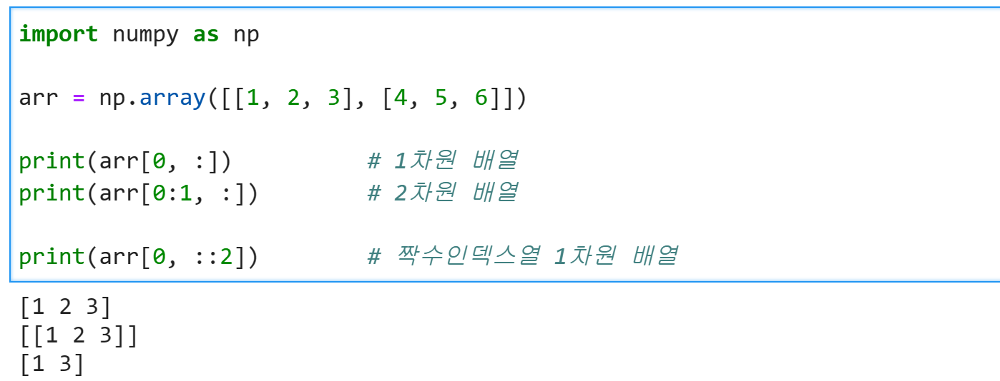 import numpy as np
arr = np.array([[1, 2, 3], [4, 5, 6]])
print(arr[0, :])          # 1차원 배열
print(arr[0:1, :])        # 2차원 배열
print(arr[0, ::2])        # 짝수인덱스열 1차원 배열
[1 2 3]
[[1 2 3]]
[1 3]